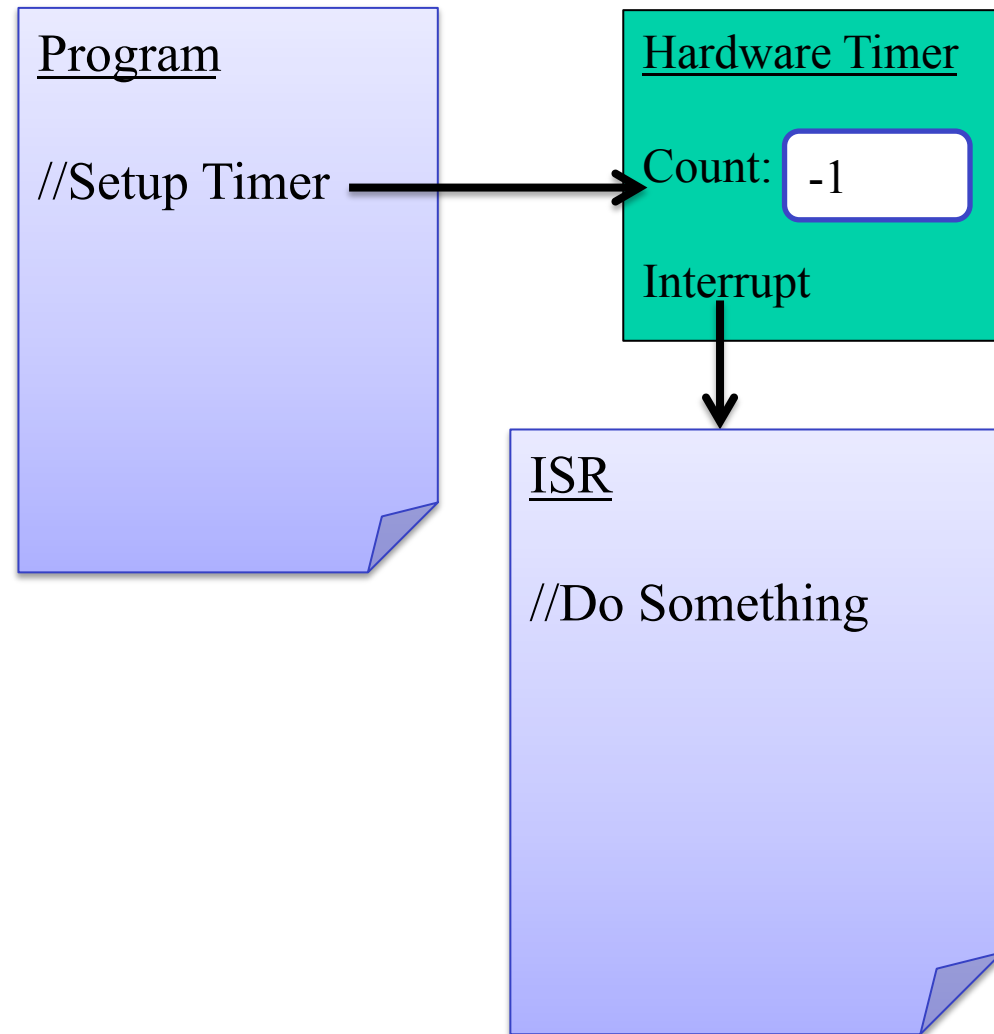 Program
//Setup Timer
Hardware Timer
Count: -1
Interrupt
ISR
//Do Something